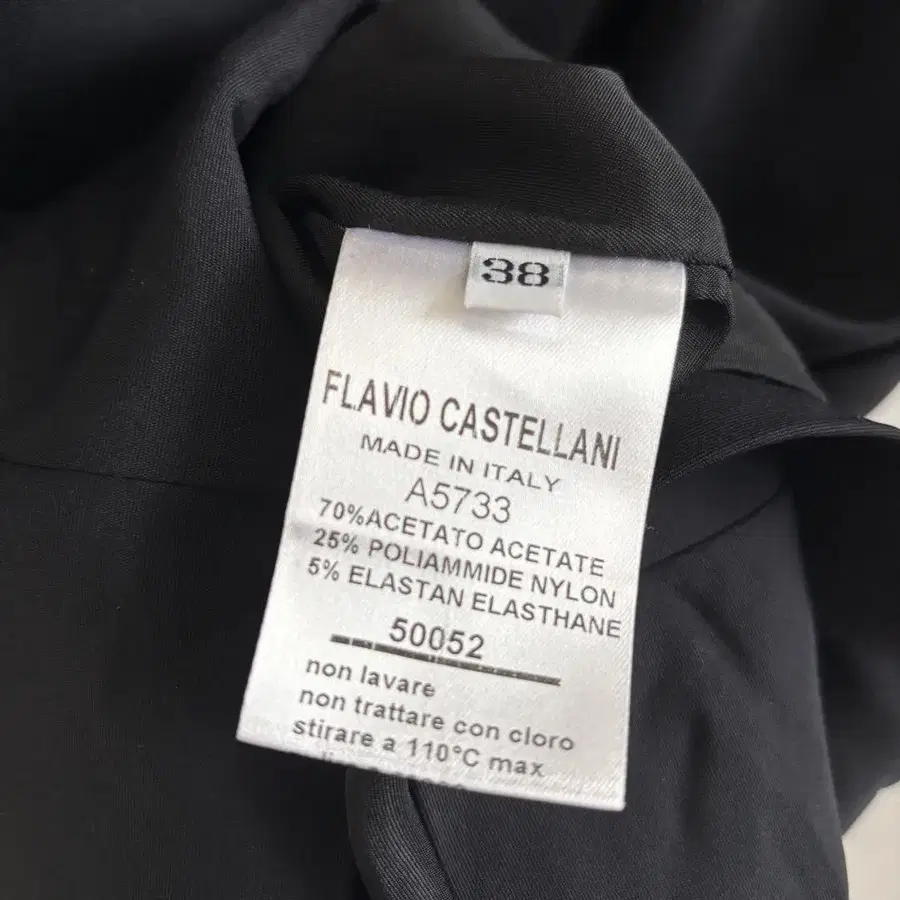 38
FLAVIO CASTELLANI
MADE IN ITALY
A5733
70%ACETATO ACETATE
25% POLIAMMIDE NYLON
5% ELASTAN ELASTHANE
50052
non lavare
non trattare con cloro
stirare a 110°C max